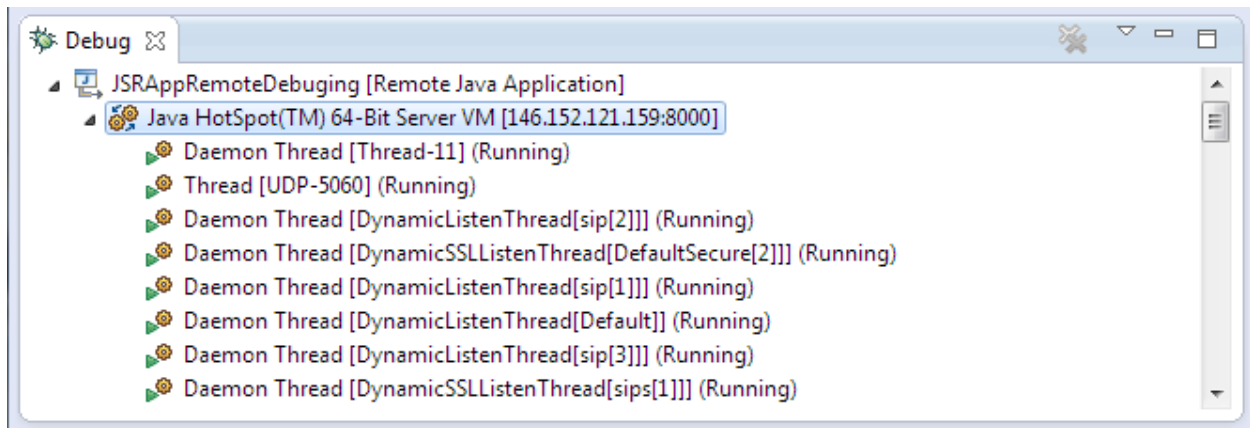 Debug
JSRAppRemoteDebuging [Remote Java Application]
Java HotSpot(TM) 64-Bit Server VM [146.152.121.159:8000]
Daemon Thread [Thread-11] (Running)
Thread [UDP-5060] (Running)
Daemon Thread [DynamicListenThread[sip[2]]] (Running)
Daemon Thread [DynamicSSLListenThread[DefaultSecure[2]]] (Running)
Daemon Thread [DynamicListenThread[sip[1]]] (Running)
Daemon Thread [DynamicListenThread[Default]] (Running)
Daemon Thread [DynamicListenThread[sip[3]]] (Running)
Daemon Thread [DynamicSSLListenThread[sips[1]]] (Running)